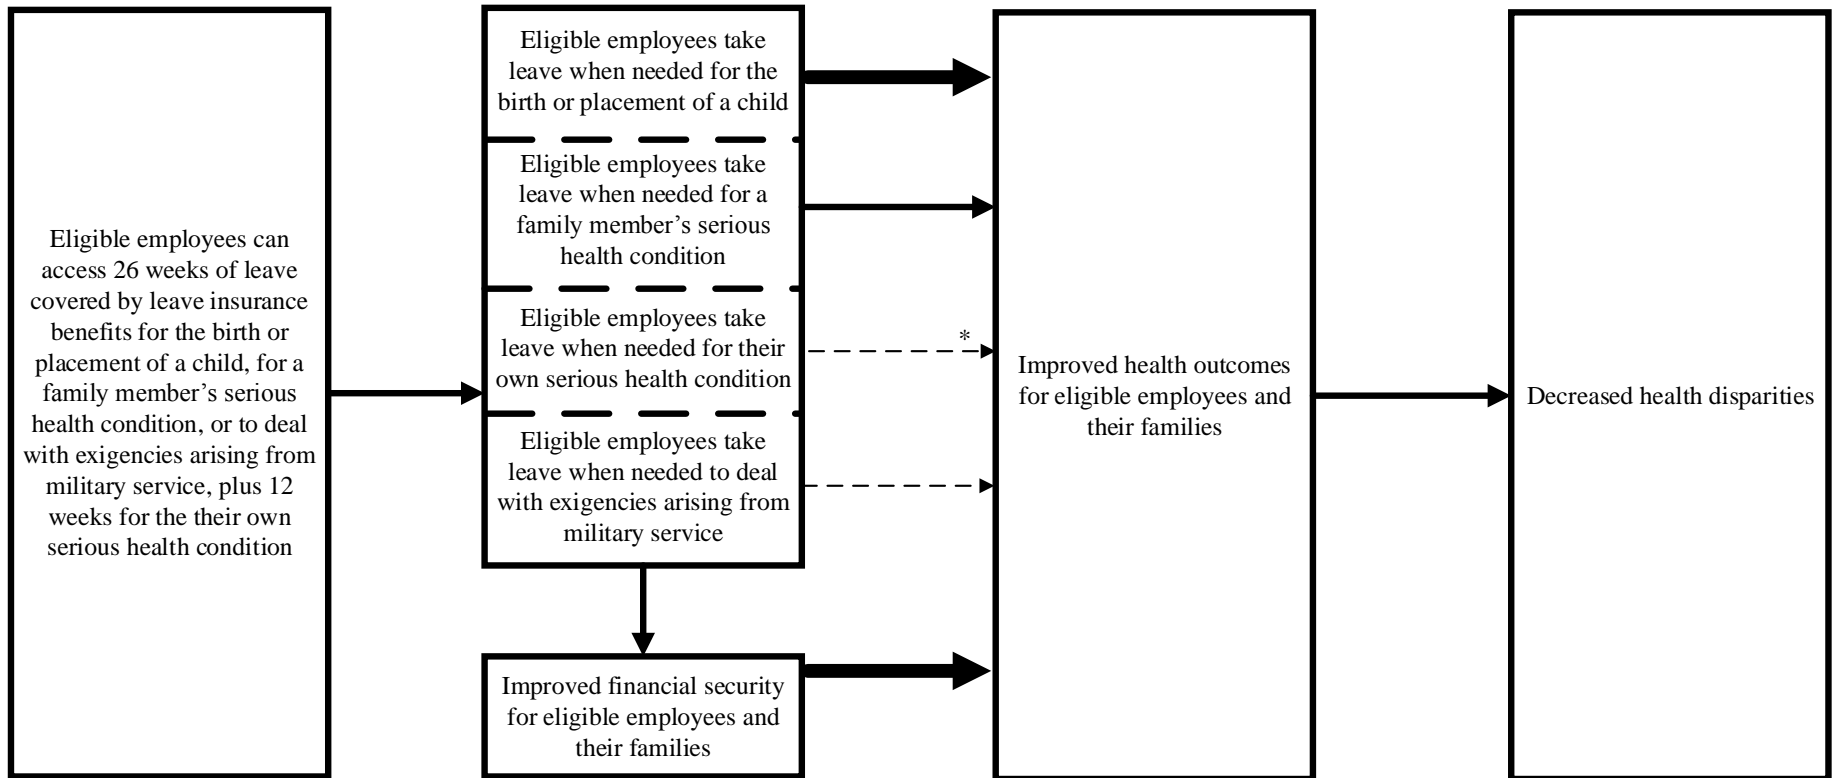 Eligible employees can
access 26 weeks of leave
covered by leave insurance
benefits for the birth or
placement of a child, for a
family member’s serious
health condition, or to deal
with exigencies arising from
military service, plus 12
weeks for the their own
serious health condition
Eligible employees take
leave when needed for the
birth or placement of a child
Eligible employees take
leave when needed for a
family member’s serious
health condition
Eligible employees take
leave when needed for their
own serious health condition
*
Eligible employees take
leave when needed to deal
with exigencies arising from
military service
Improved financial security
for eligible employees and
their families
Improved health outcomes
for eligible employees and
their families
Decreased health disparities